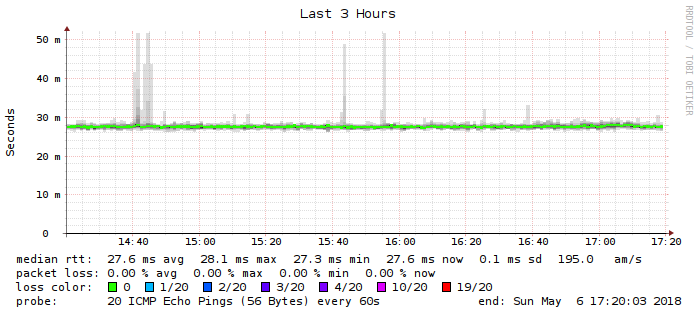 Last 3 Hours
RRDTOOL / TOBI OETIKER
Seconds
50 m
40 m
30 m
20 m
10 m
0
14:40 15:00 15:20 15:40 16:00 16:20 16:40 17:00 17:20
median rtt: 27.6 ms avg 28.1 ms max 27.3 ms min 27.6 ms now 0.1 ms sd 195.0 am/s
packet loss: 0.00 % avg 0.00 % max 0.00 % min 0.00 % now
loss color: 0 1/20 2/20 3/20 4/20 10/20 19/20
probe: 20 ICMP Echo Pings (56 Bytes) every 60s end: Sun May 6 17:20:03 2018